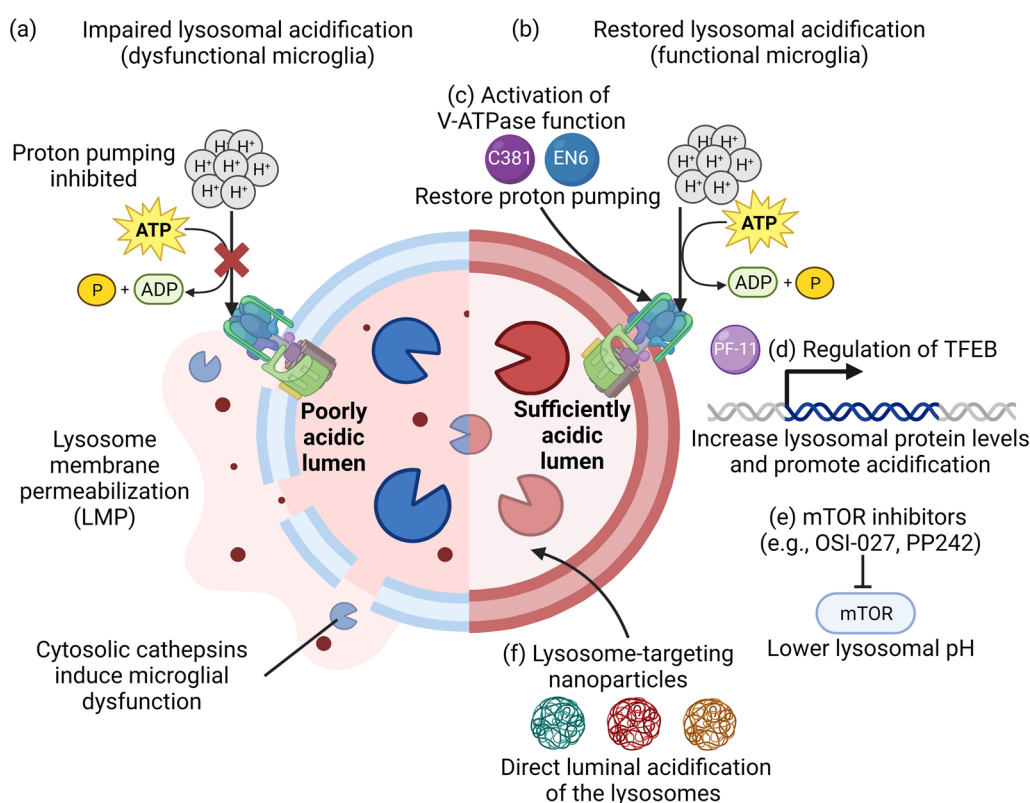 (a)
Impaired lysosomal acidification
(dysfunctional microglia)
(b)
Restored lysosomal acidification
(functional microglia)
(c) Activation of
V-ATPase function
C381
EN6
Restore proton pumping
Proton pumping
inhibited
H⁺ H⁺
H⁺ H⁺ H⁺
H⁺ H⁺
ATP
P + ADP
H⁺ H⁺
H⁺ H⁺ H⁺
H⁺ H⁺
ATP
ADP + P
Poorly
acidic
lumen
Sufficiently
acidic
lumen
Lysosome
membrane
permeabilization
(LMP)
Cytosolic cathepsins
induce microglial
dysfunction
PF-11
(d) Regulation of TFEB
Increase lysosomal protein levels
and promote acidification
(e) mTOR inhibitors
(e.g., OSI-027, PP242)
mTOR
Lower lysosomal pH
(f) Lysosome-targeting
nanoparticles
Direct luminal acidification
of the lysosomes